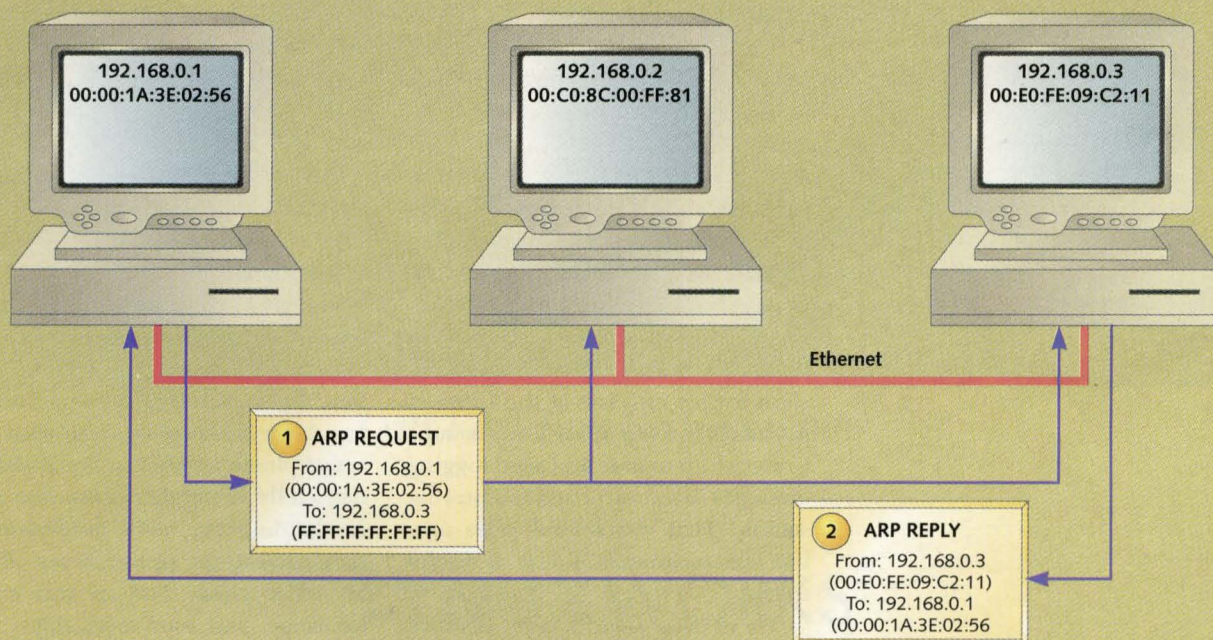 192.168.0.1
00:00:1A:3E:02:56
192.168.0.2
00:C0:8C:00:FF:81
192.168.0.3
00:E0:FE:09:C2:11
Ethernet
1 ARP REQUEST
From: 192.168.0.1
(00:00:1A:3E:02:56)
To: 192.168.0.3
(FF:FF:FF:FF:FF:FF)
2 ARP REPLY
From: 192.168.0.3
(00:E0:FE:09:C2:11)
To: 192.168.0.1
(00:00:1A:3E:02:56